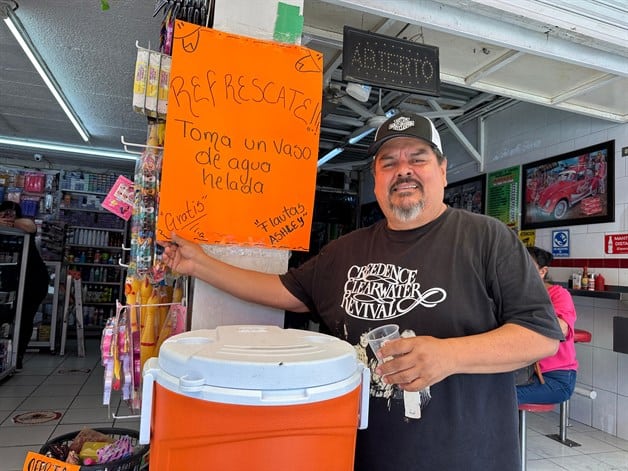 REFRESCATE!!!
Toma un vaso
de agua
helada
"Gratis"
"Flautas
ASHLEY"
ABIERTO
CREEDENCE
CLEARWATER
REVIVAL